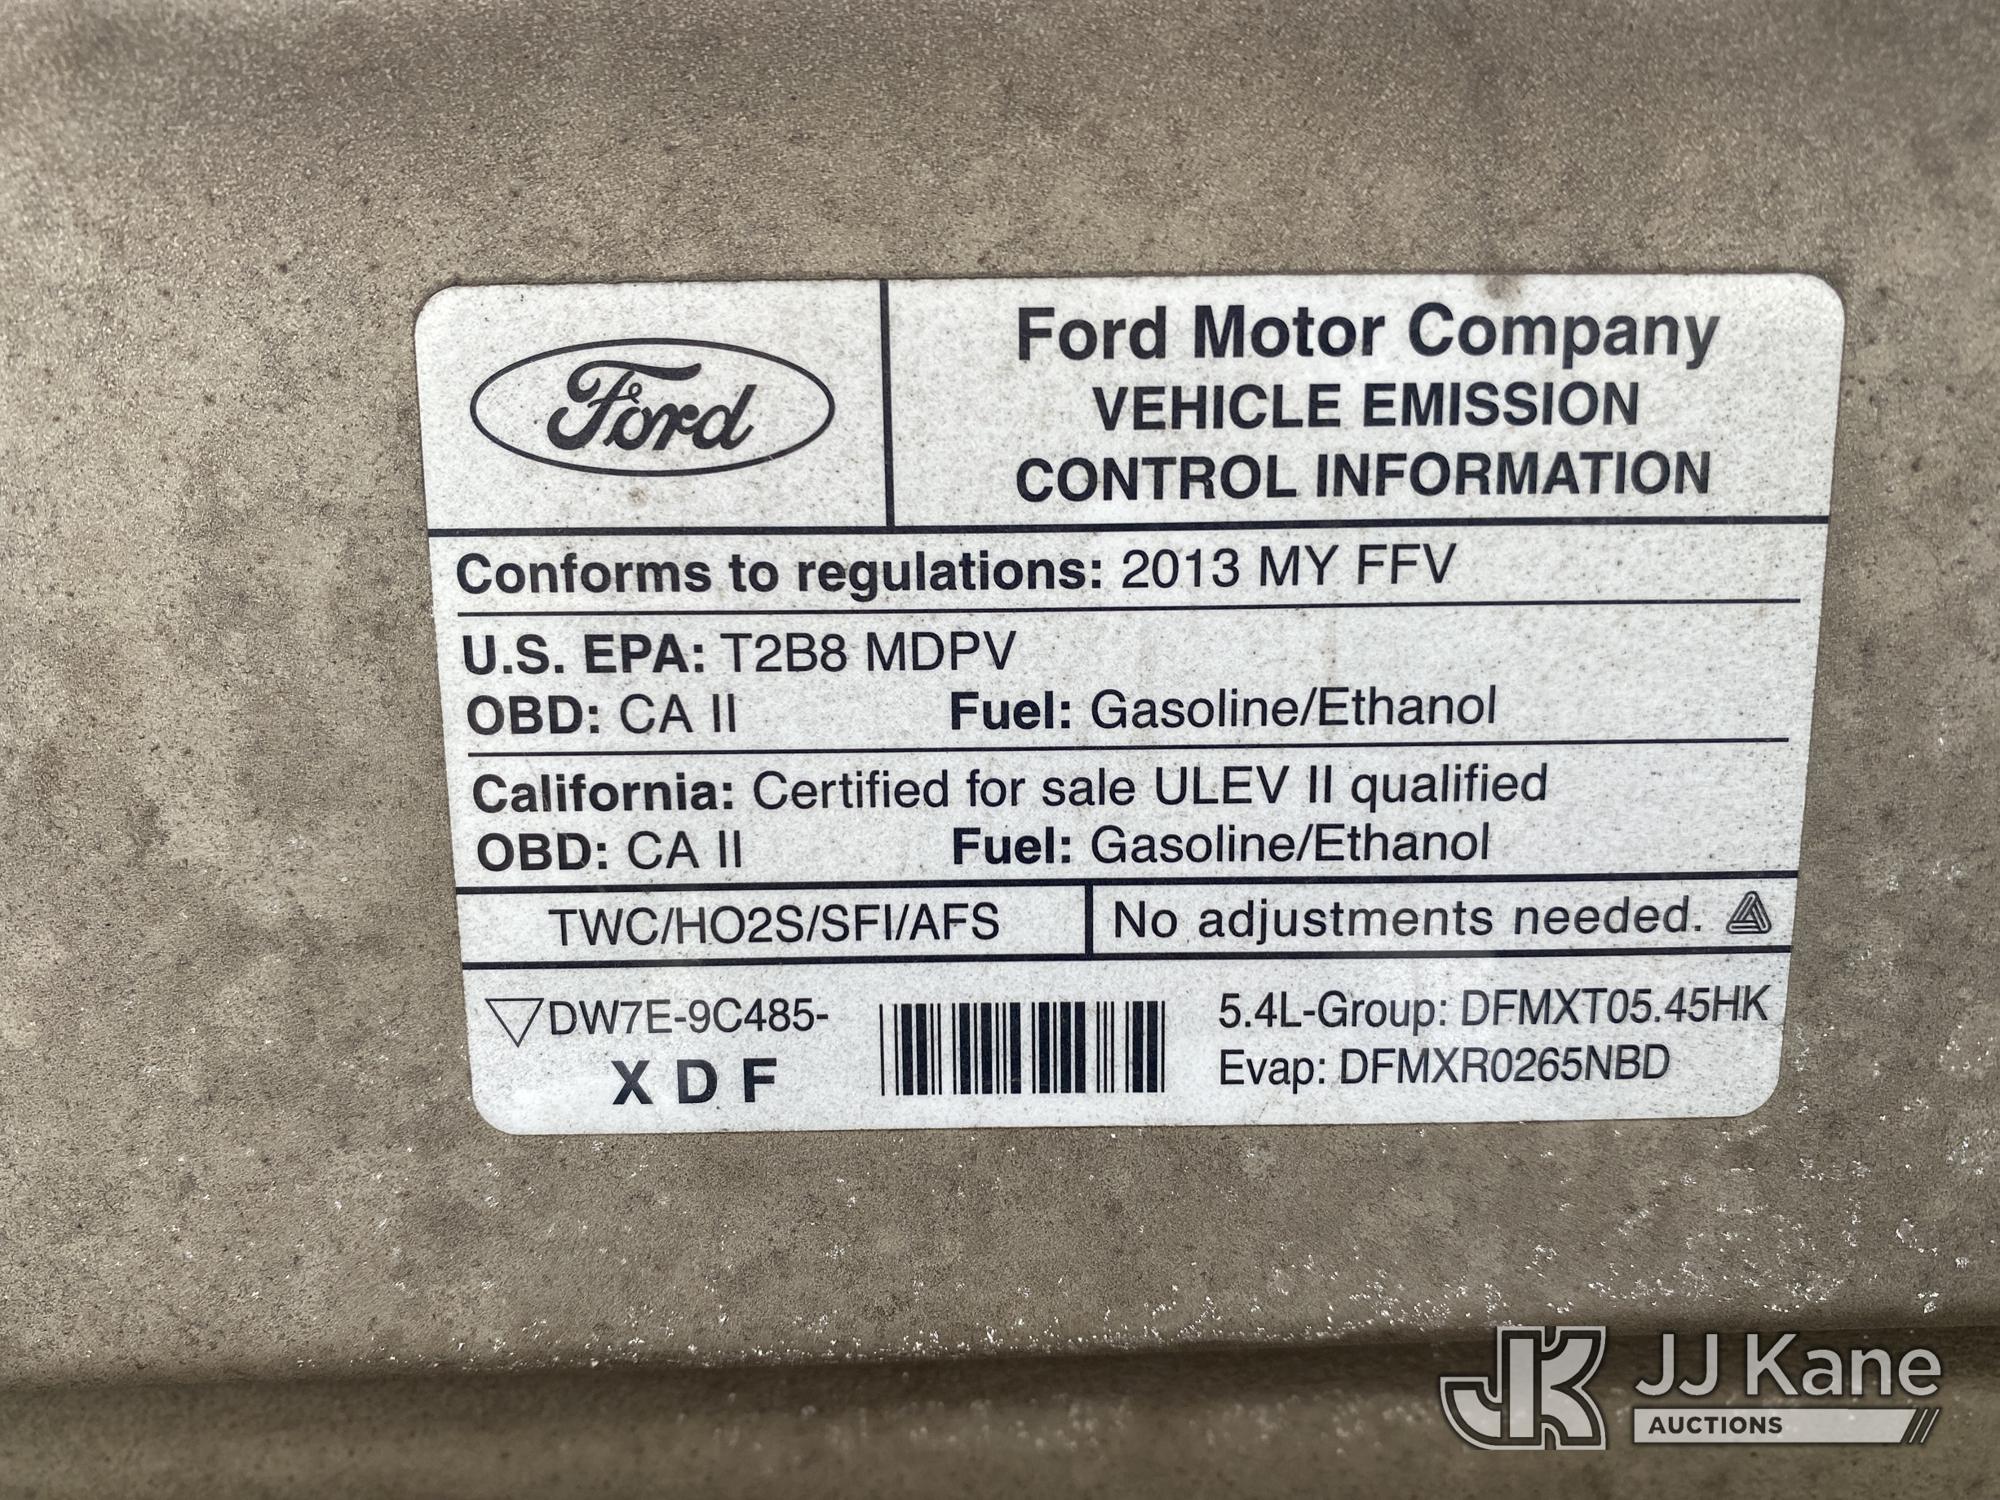 Ford
Ford Motor Company
VEHICLE EMISSION
CONTROL INFORMATION
Conforms to regulations: 2013 MY FFV
U.S. EPA: T2B8 MDPV
OBD: CA II Fuel: Gasoline/Ethanol
California: Certified for sale ULEV II qualified
OBD: CA II Fuel: Gasoline/Ethanol
TWC/HO2S/SFI/AFS
No adjustments needed.
DW7E-9C485-
X D F
5.4L-Group: DFMXT05.45HK
Evap: DFMXR0265NBD
JK JJ Kane
AUCTIONS